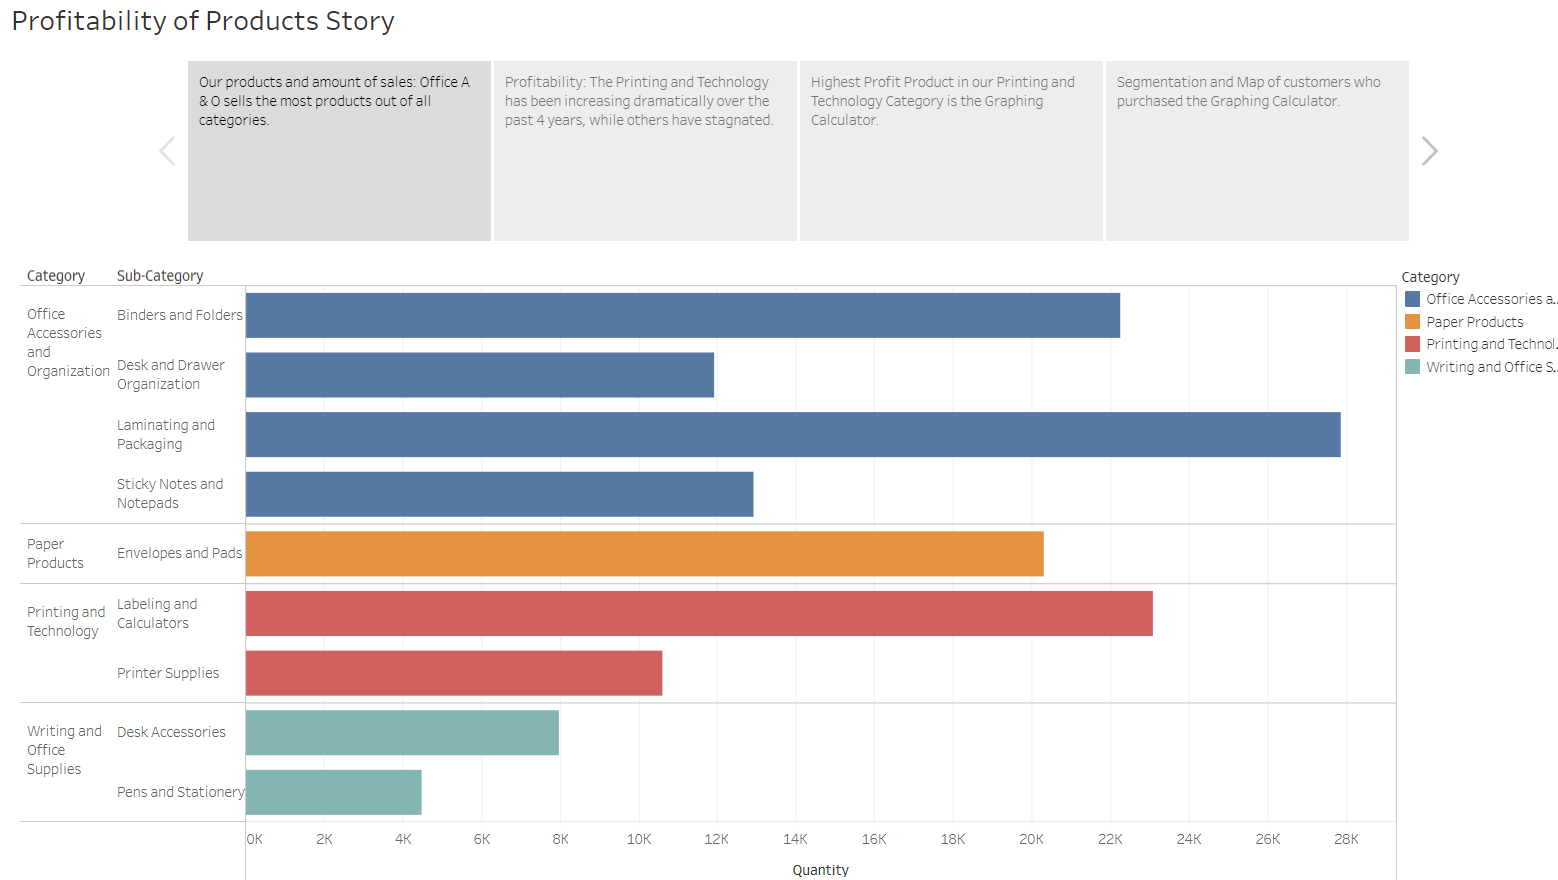 Profitability of Products Story
Our products and amount of sales: Office A
& O sells the most products out of all
categories.
Profitability: The Printing and Technology
has been increasing dramatically over the
past 4 years, while others have stagnated.
Highest Profit Product in our Printing and
Technology Category is the Graphing
Calculator.
Segmentation and Map of customers who
purchased the Graphing Calculator.
Category Sub-Category
Office
Accessories
and
Organization
Binders and Folders
Desk and Drawer
Organization
Laminating and
Packaging
Sticky Notes and
Notepads
Paper
Products
Envelopes and Pads
Printing and
Technology
Labeling and
Calculators
Printer Supplies
Writing and
Office
Supplies
Desk Accessories
Pens and Stationery
0K 2K 4K 6K 8K 10K 12K 14K 16K 18K 20K 22K 24K 26K 28K
Quantity
Category
Office Accessories a..
Paper Products
Printing and Technol..
Writing and Office S..